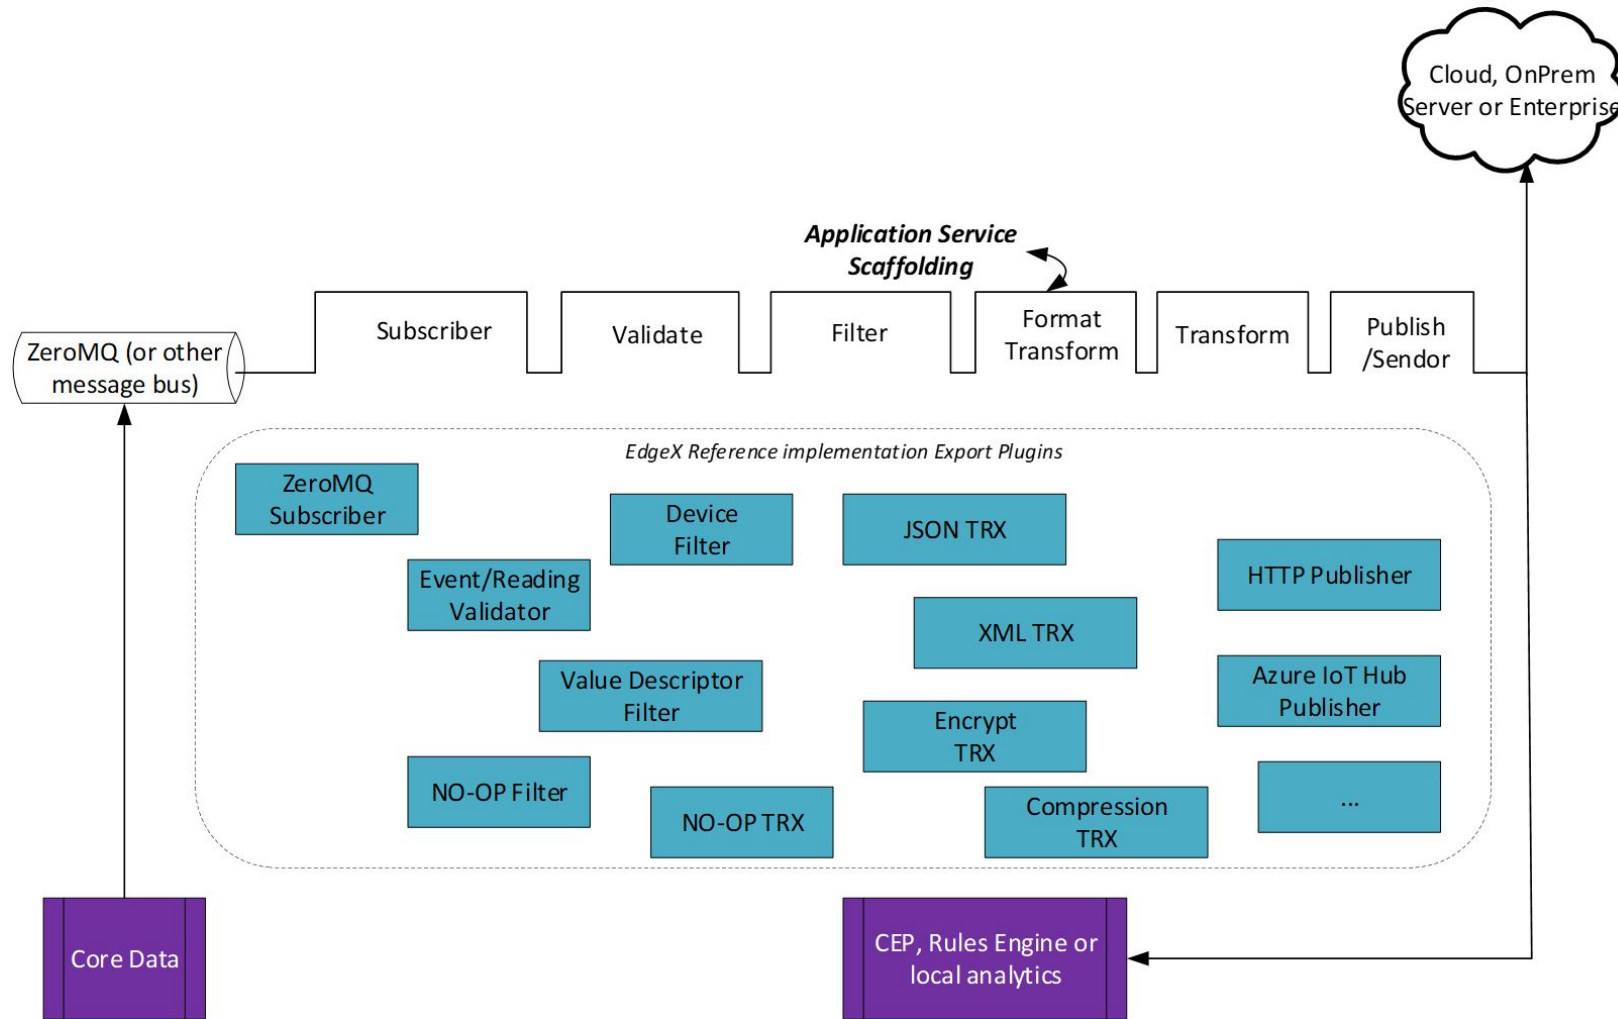 Cloud, OnPrem
Server or Enterprise
Application Service
Scaffolding
Subscriber
Validate
Filter
Format
Transform
Transform
Publish
/Sendor
ZeroMQ (or other
message bus)
EdgeX Reference implementation Export Plugins
ZeroMQ
Subscriber
Device
Filter
JSON TRX
HTTP Publisher
Event/Reading
Validator
XML TRX
Value Descriptor
Filter
Azure IoT Hub
Publisher
Encrypt
TRX
NO-OP Filter
NO-OP TRX
Compression
TRX
...
Core Data
CEP, Rules Engine or
local analytics